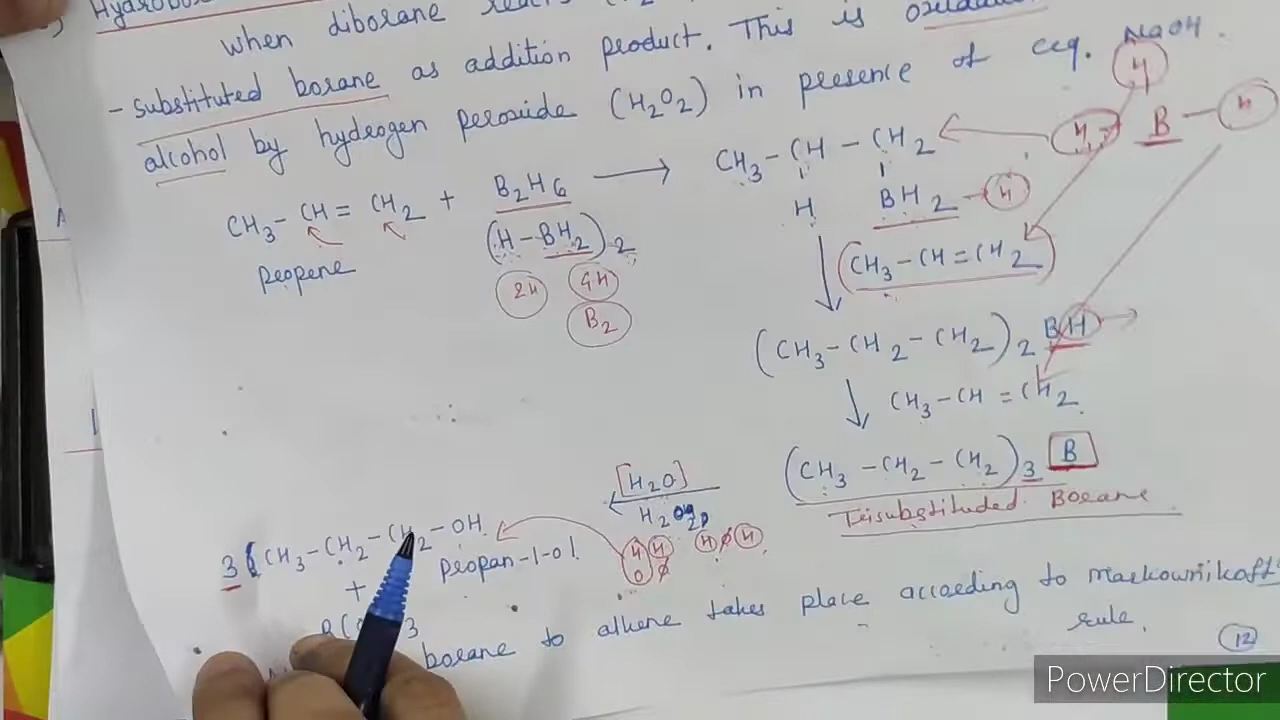 When diborane
- substituted borane as addition product. This is
alcohol by hydrogen peroxide (H2O2) in presence of aq. NaOH.
CH3 - CH = CH2 + B2H6 → CH3 - CH - CH2
H B - H
H
(H - BH2)2
H BH2 - H
Propene
2H 4H
B2
CH3 - CH = CH2
(CH3 - CH2 - CH2)2 BH
CH3 - CH = CH2
(CH3 - CH2 - CH2)3 B
Trisubstituded Borane
[H2O]
3 (CH3 - CH2 - CH2 - OH
Propan-1-ol
+
3
borane to alkene takes place according to Markownikoff
rule.
12
PowerDirector